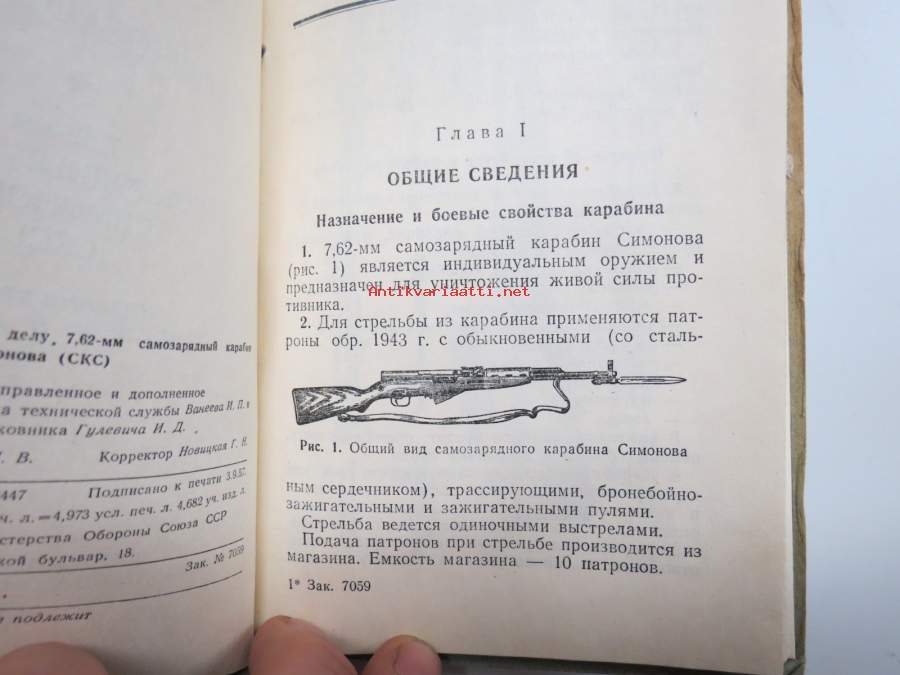 делу, 7,62-мм самозарядный карабин
онова (СКС)
правленное и дополненное
а технической службы Ванеева И. П. и
ковника Гулевича И. Д.
. В. Корректор Новицкая Г. Н.
447 Подписано к печати 3.9.57.
ч. л. = 4,973 усл. печ. л. 4,682 уч. изд. л.
стерства Обороны Союза ССР
кой бульвар, 18.
Зак. № 7059
подлежит
Глава I
ОБЩИЕ СВЕДЕНИЯ
Назначение и боевые свойства карабина
1. 7,62-мм самозарядный карабин Симонова
(рис. 1) является индивидуальным оружием и
предназначен для уничтожения живой силы про-
Antikvariaatti.net
тивника.
2. Для стрельбы из карабина применяются пат-
роны обр. 1943 г. с обыкновенными (со сталь-
Рис. 1. Общий вид самозарядного карабина Симонова
ным сердечником), трассирующими, бронебойно-
зажигательными и зажигательными пулями.
Стрельба ведется одиночными выстрелами.
Подача патронов при стрельбе производится из
магазина. Емкость магазина — 10 патронов.
1* Зак. 7059